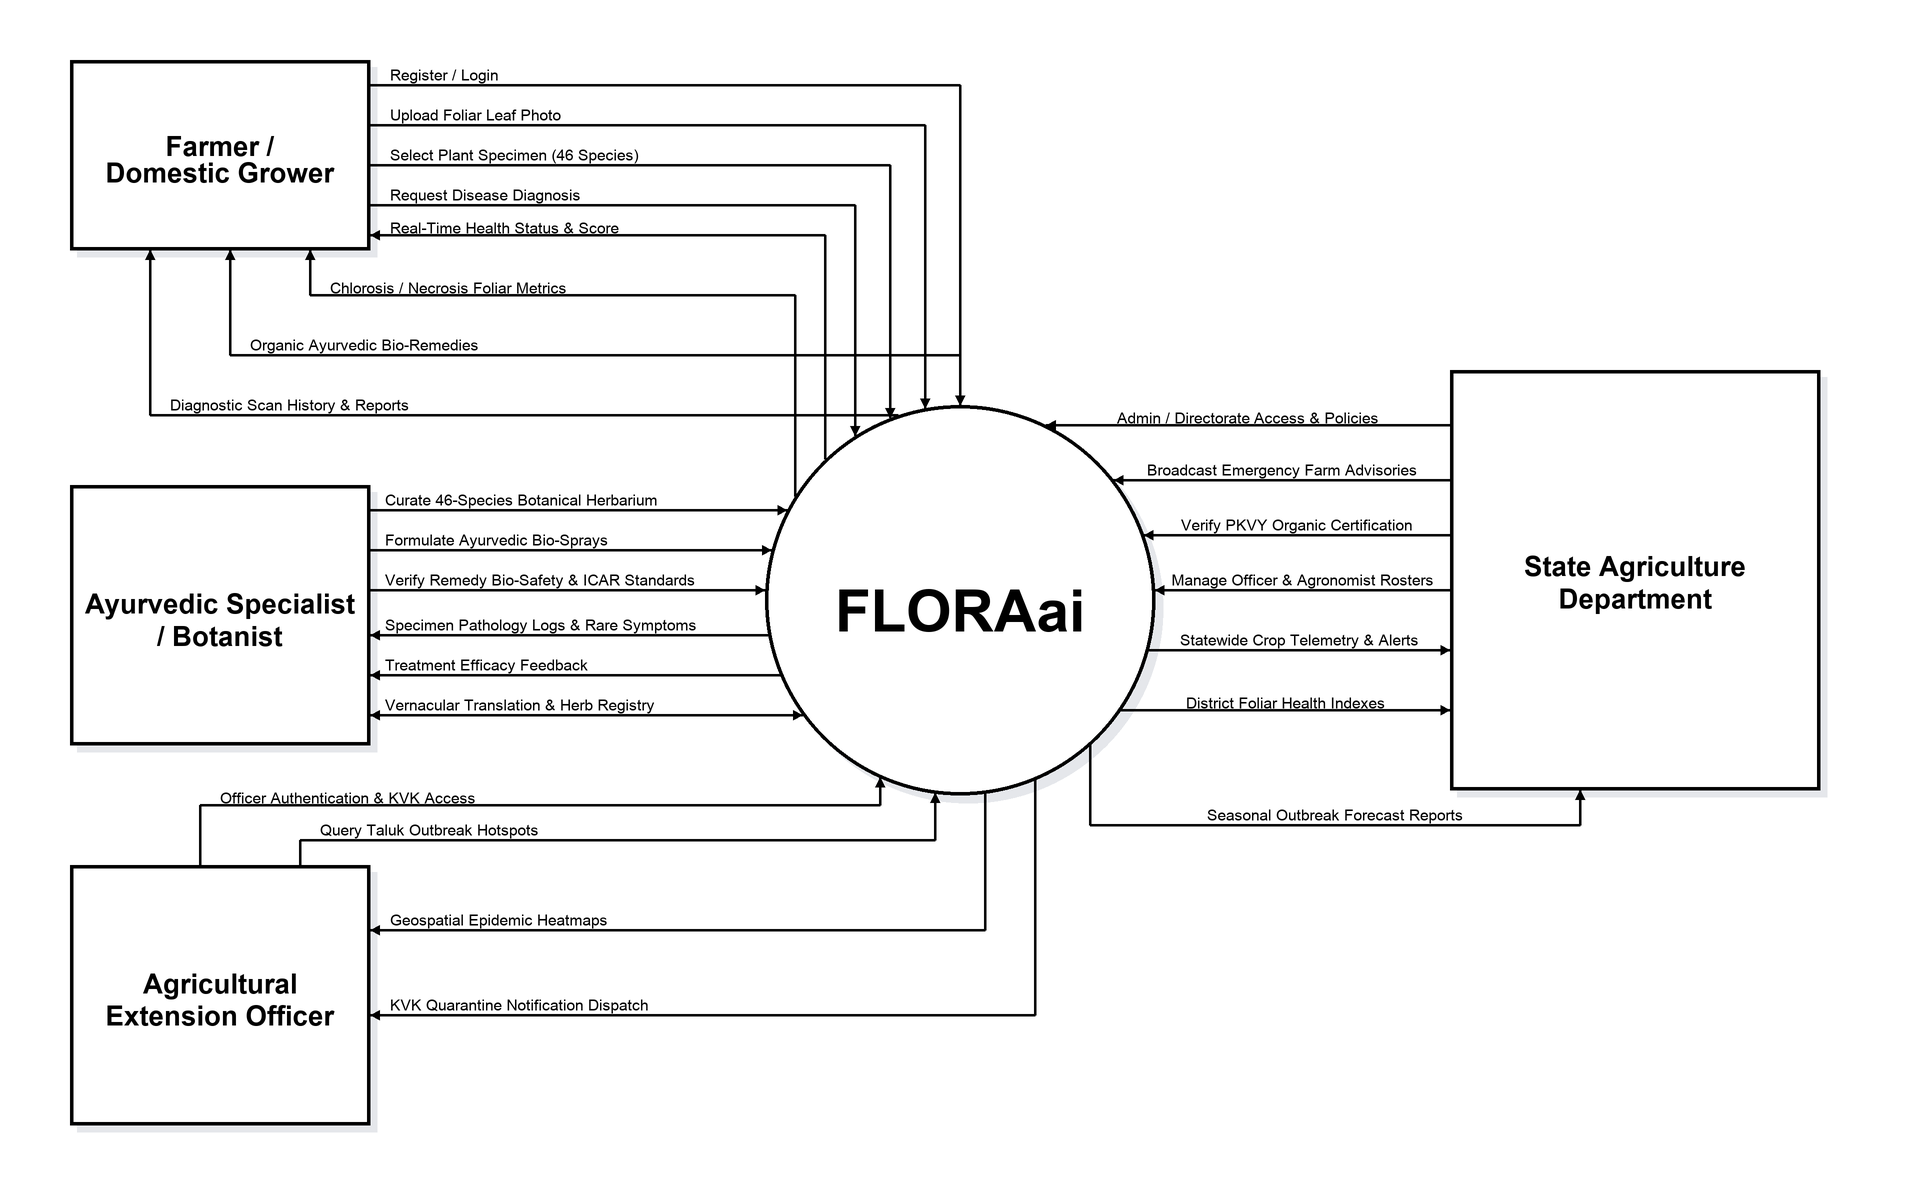 Register / Login
Upload Foliar Leaf Photo
Farmer /
Domestic Grower
Select Plant Specimen (46 Species)
Request Disease Diagnosis
Real-Time Health Status & Score
Chlorosis / Necrosis Foliar Metrics
Organic Ayurvedic Bio-Remedies
Diagnostic Scan History & Reports
Ayurvedic Specialist
/ Botanist
Curate 46-Species Botanical Herbarium
Formulate Ayurvedic Bio-Sprays
Verify Remedy Bio-Safety & ICAR Standards
Specimen Pathology Logs & Rare Symptoms
Treatment Efficacy Feedback
Vernacular Translation & Herb Registry
FLORAai
Admin / Directorate Access & Policies
Broadcast Emergency Farm Advisories
Verify PKVY Organic Certification
Manage Officer & Agronomist Rosters
Statewide Crop Telemetry & Alerts
District Foliar Health Indexes
State Agriculture
Department
Seasonal Outbreak Forecast Reports
Officer Authentication & KVK Access
Query Taluk Outbreak Hotspots
Agricultural
Extension Officer
Geospatial Epidemic Heatmaps
KVK Quarantine Notification Dispatch